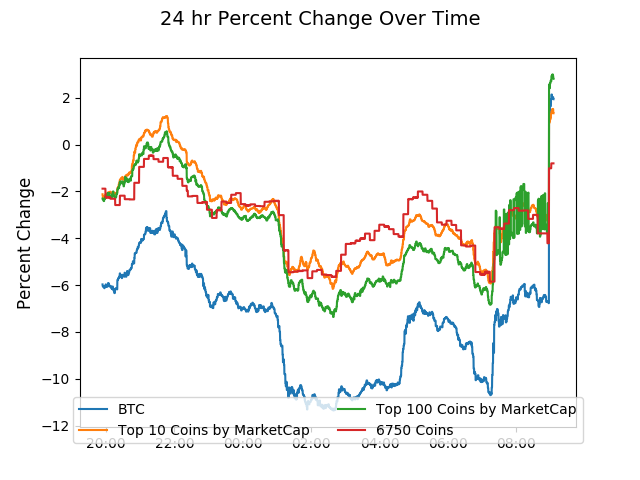 24 hr Percent Change Over Time
Percent Change
2
0
−2
−4
−6
−8
−10
−12
20:00 22:00 00:00 02:00 04:00 06:00 08:00
BTC
Top 10 Coins by MarketCap
Top 100 Coins by MarketCap
6750 Coins